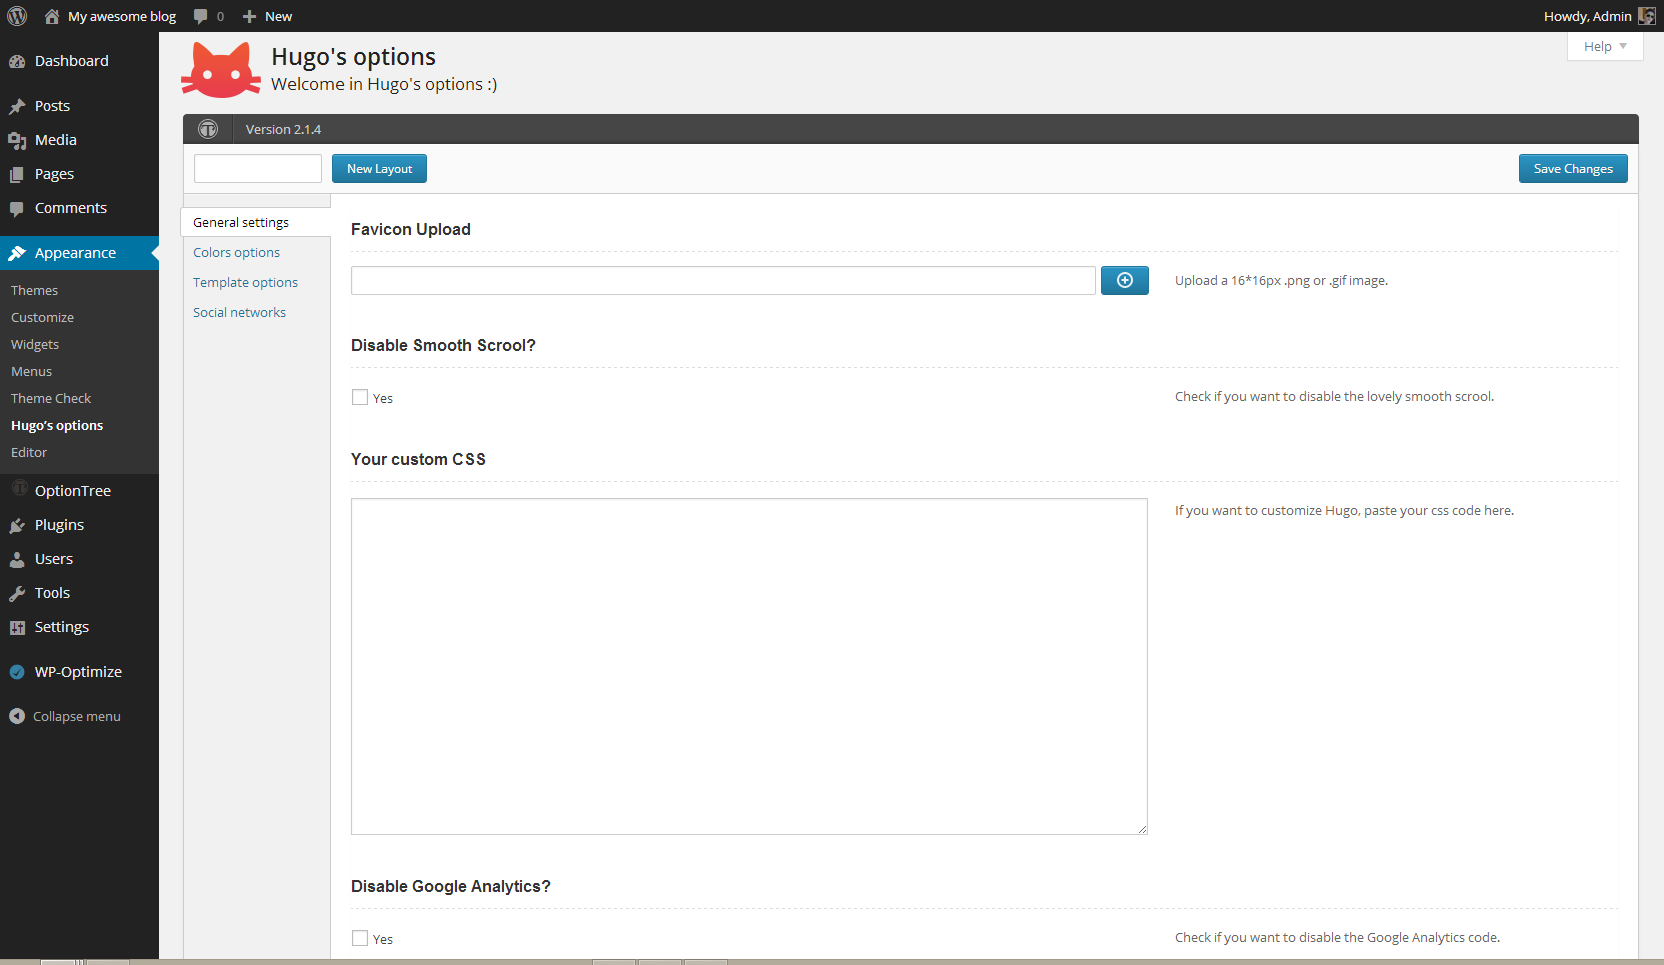 My awesome blog
0
New
Howdy, Admin
Dashboard
Posts
Media
Pages
Comments
Appearance
Themes
Customize
Widgets
Menus
Theme Check
Hugo's options
Editor
OptionTree
Plugins
Users
Tools
Settings
WP-Optimize
Collapse menu
Help
Hugo's options
Welcome in Hugo's options :)
Version 2.1.4
New Layout
Save Changes
General settings
Colors options
Template options
Social networks
Favicon Upload
Upload a 16*16px .png or .gif image.
Disable Smooth Scrool?
Yes
Check if you want to disable the lovely smooth scrool.
Your custom CSS
If you want to customize Hugo, paste your css code here.
Disable Google Analytics?
Yes
Check if you want to disable the Google Analytics code.